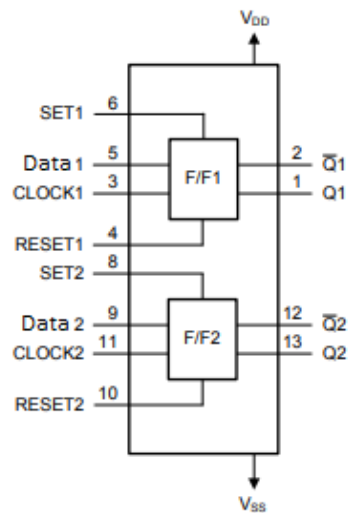 VDD
SET1 6
Data 1 5 F/F1 2 Q̅1
CLOCK1 3 1 Q1
RESET1 4
SET2 8
Data 2 9 F/F2 12 Q̅2
CLOCK2 11 13 Q2
RESET2 10
VSS